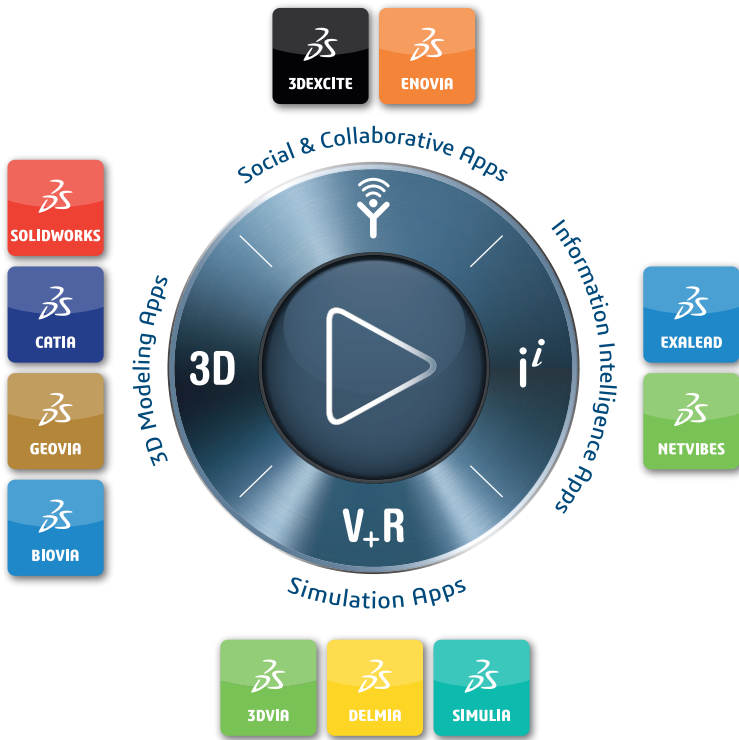 3DEXCITE
ENOVIA
Social & Collaborative Apps
SOLIDWORKS
CATIA
GEOVIA
BIOVIA
3D Modeling Apps
3D
iⁱ
V+R
Information Intelligence Apps
EXALEAD
NETVIBES
Simulation Apps
3DVIA
DELMIA
SIMULIA